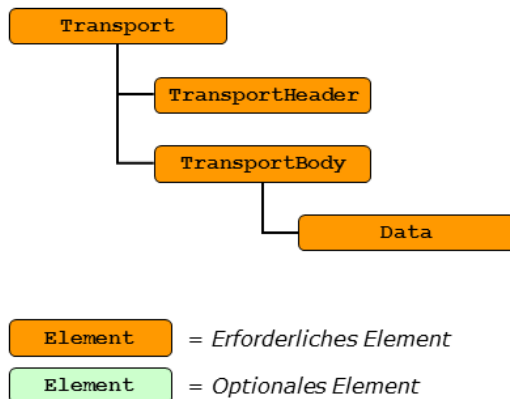 Transport
TransportHeader
TransportBody
Data
Element = Erforderliches Element
Element = Optionales Element